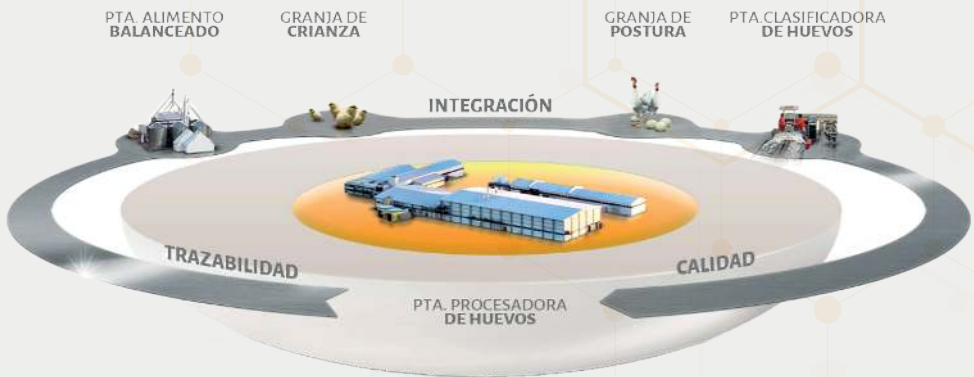 PTA. ALIMENTO
BALANCEADO
GRANJA DE
CRIANZA
GRANJA DE
POSTURA
PTA.CLASIFICADORA
DE HUEVOS
INTEGRACIÓN
TRAZABILIDAD
CALIDAD
PTA. PROCESADORA
DE HUEVOS